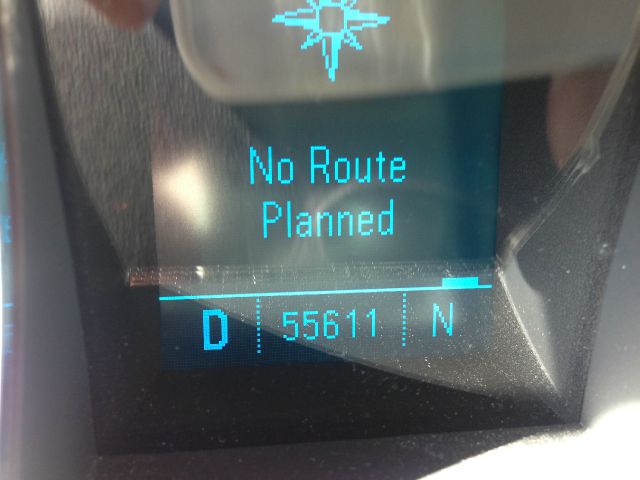 No Route
Planned
D 55611 N